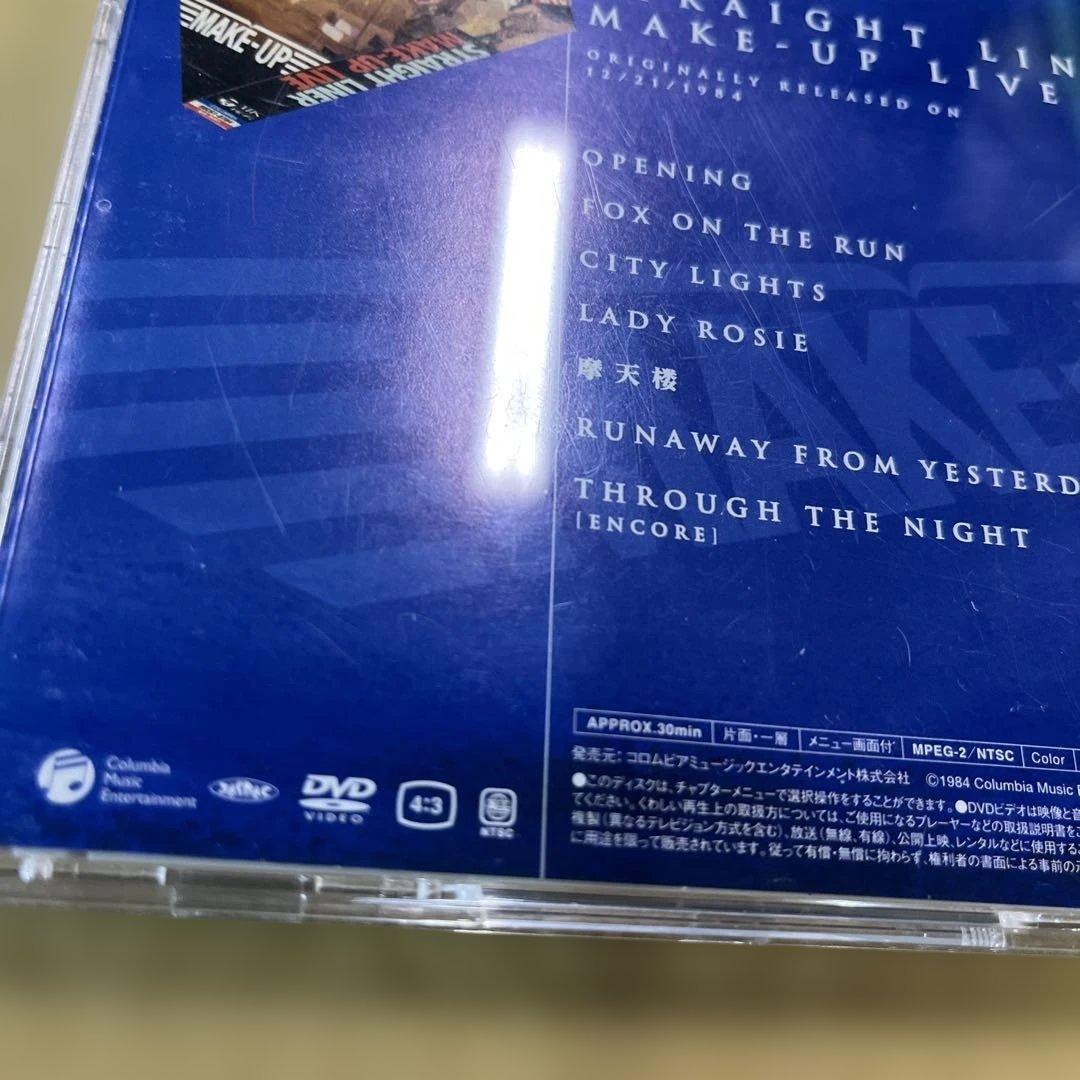 MAKE-UP
STRAIGHT LINER
MAKE-UP LIVE
RAIGHT LIN
MAKE-UP LIVE
ORIGINALLY RELEASED ON
12/21/1984
OPENING
FOX ON THE RUN
CITY LIGHTS
LADY ROSIE
摩天楼
RUNAWAY FROM YESTERD
THROUGH THE NIGHT
[ENCORE]
MAKE-
APPROX.30min 片面・一層 メニュー画面付 MPEG-2/NTSC Color
発売元：コロムビアミュージックエンタテインメント株式会社 ©1984 Columbia Music
●このディスクは、チャプターメニューで選択操作をすることができます。●DVDビデオは映像と音
てください。くわしい再生上の取扱方については、ご使用になるプレーヤーなどの取扱説明書をご
複製（異なるテレビジョン方式を含む）、放送（無線、有線）、公開上映、レンタルなどに使用するこ
に用途を限って販売されています。従って有償・無償に拘わらず、権利者の書面による事前の
Columbia
Music
Entertainment
DVD
VIDEO
4:3
NTSC